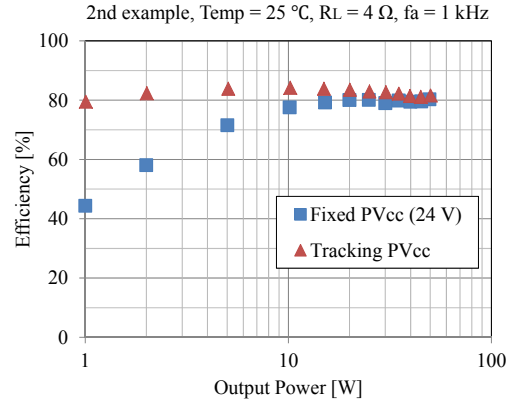 2nd example, Temp = 25 ℃, RL = 4 Ω, fa = 1 kHz
100
80
60
40
20
0
Efficiency [%]
Fixed PVcc (24 V)
Tracking PVcc
1
10
100
Output Power [W]